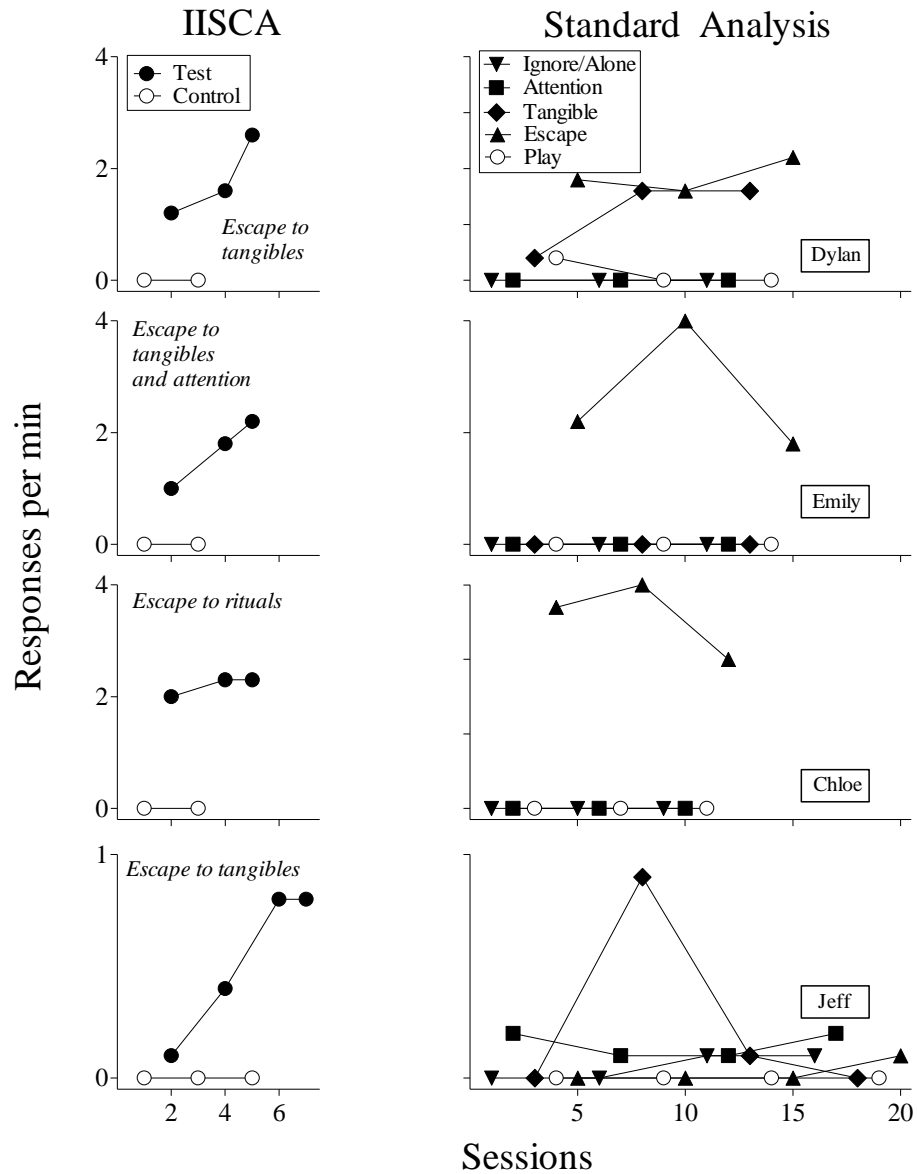 IISCA
Standard Analysis
Test
Control
Ignore/Alone
Attention
Tangible
Escape
Play
4
2
0
Escape to
tangibles
Dylan
4
2
0
Escape to
tangibles
and attention
Emily
4
2
0
Escape to rituals
Chloe
1
0
Escape to tangibles
Jeff
2 4 6
5 10 15 20
Responses per min
Sessions